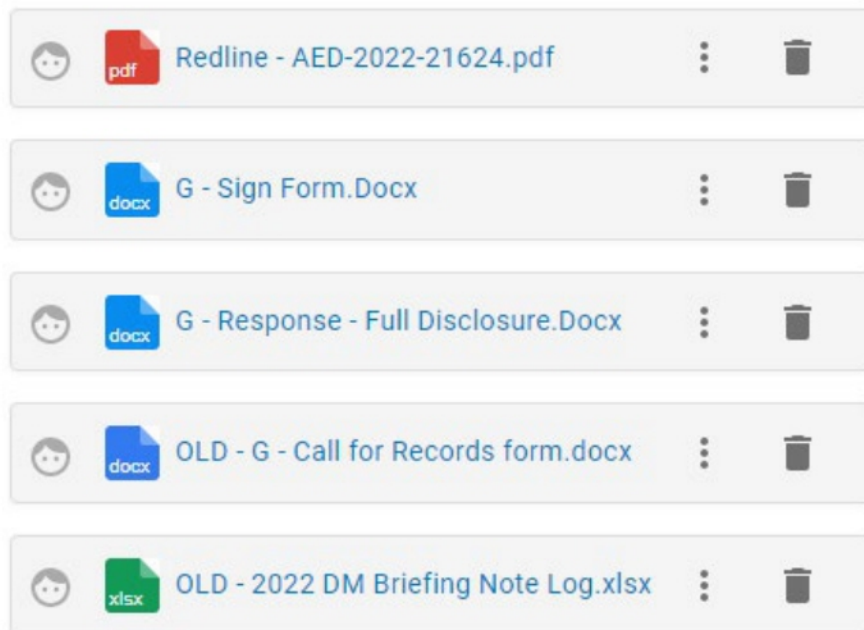 pdf Redline - AED-2022-21624.pdf
docx G - Sign Form.Docx
docx G - Response - Full Disclosure.Docx
docx OLD - G - Call for Records form.docx
xlsx OLD - 2022 DM Briefing Note Log.xlsx